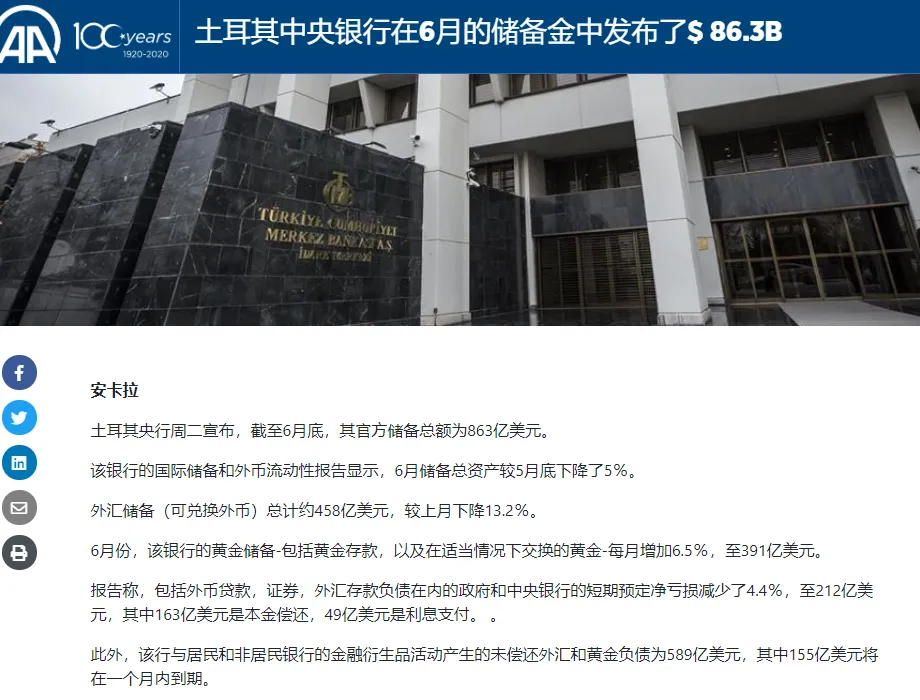 AA 100 years
1920-2020
土耳其中央银行在6月的储备金中发布了$ 86.3B
TÜRKİYE CUMHURİYET
MERKEZ BANKASI A.Ş.
İDARE MERKEZİ
安卡拉
土耳其央行周二宣布，截至6月底，其官方储备总额为863亿美元。
该银行的国际储备和外币流动性报告显示，6月储备总资产较5月底下降了5%。
外汇储备（可兑换外币）总计约458亿美元，较上月下降13.2%。
6月份，该银行的黄金储备-包括黄金存款，以及在适当情况下交换的黄金-每月增加6.5%，至391亿美元。
报告称，包括外币贷款，证券，外汇存款负债在内的政府和中央银行的短期预定净亏损减少了4.4%，至212亿美
元，其中163亿美元是本金偿还，49亿美元是利息支付。 。
此外，该行与居民和非居民银行的金融衍生品活动产生的未偿还外汇和黄金负债为589亿美元，其中155亿美元将
在一个月内到期。